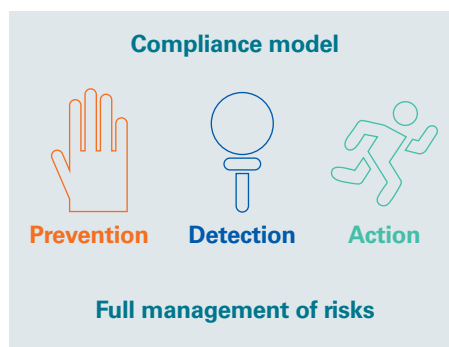 Compliance model
Prevention Detection Action
Full management of risks